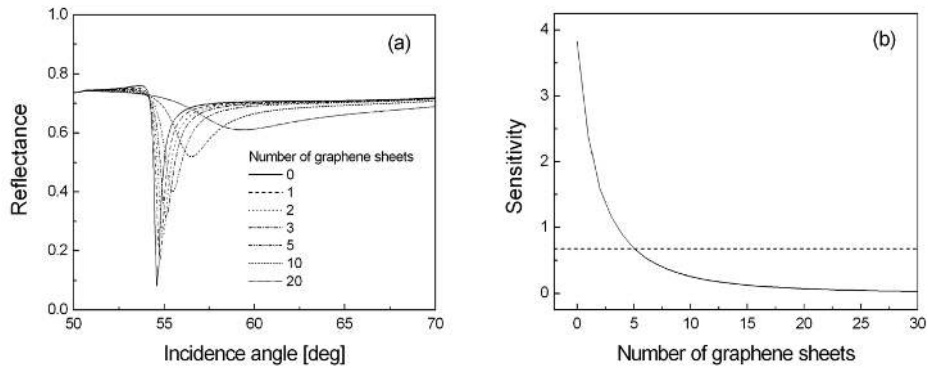 (a)
1.0
0.8
0.6
0.4
0.2
0.0
Reflectance
Number of graphene sheets
0
1
2
3
5
10
20
50 55 60 65 70
Incidence angle [deg]
(b)
4
3
2
1
0
Sensitivity
0 5 10 15 20 25 30
Number of graphene sheets